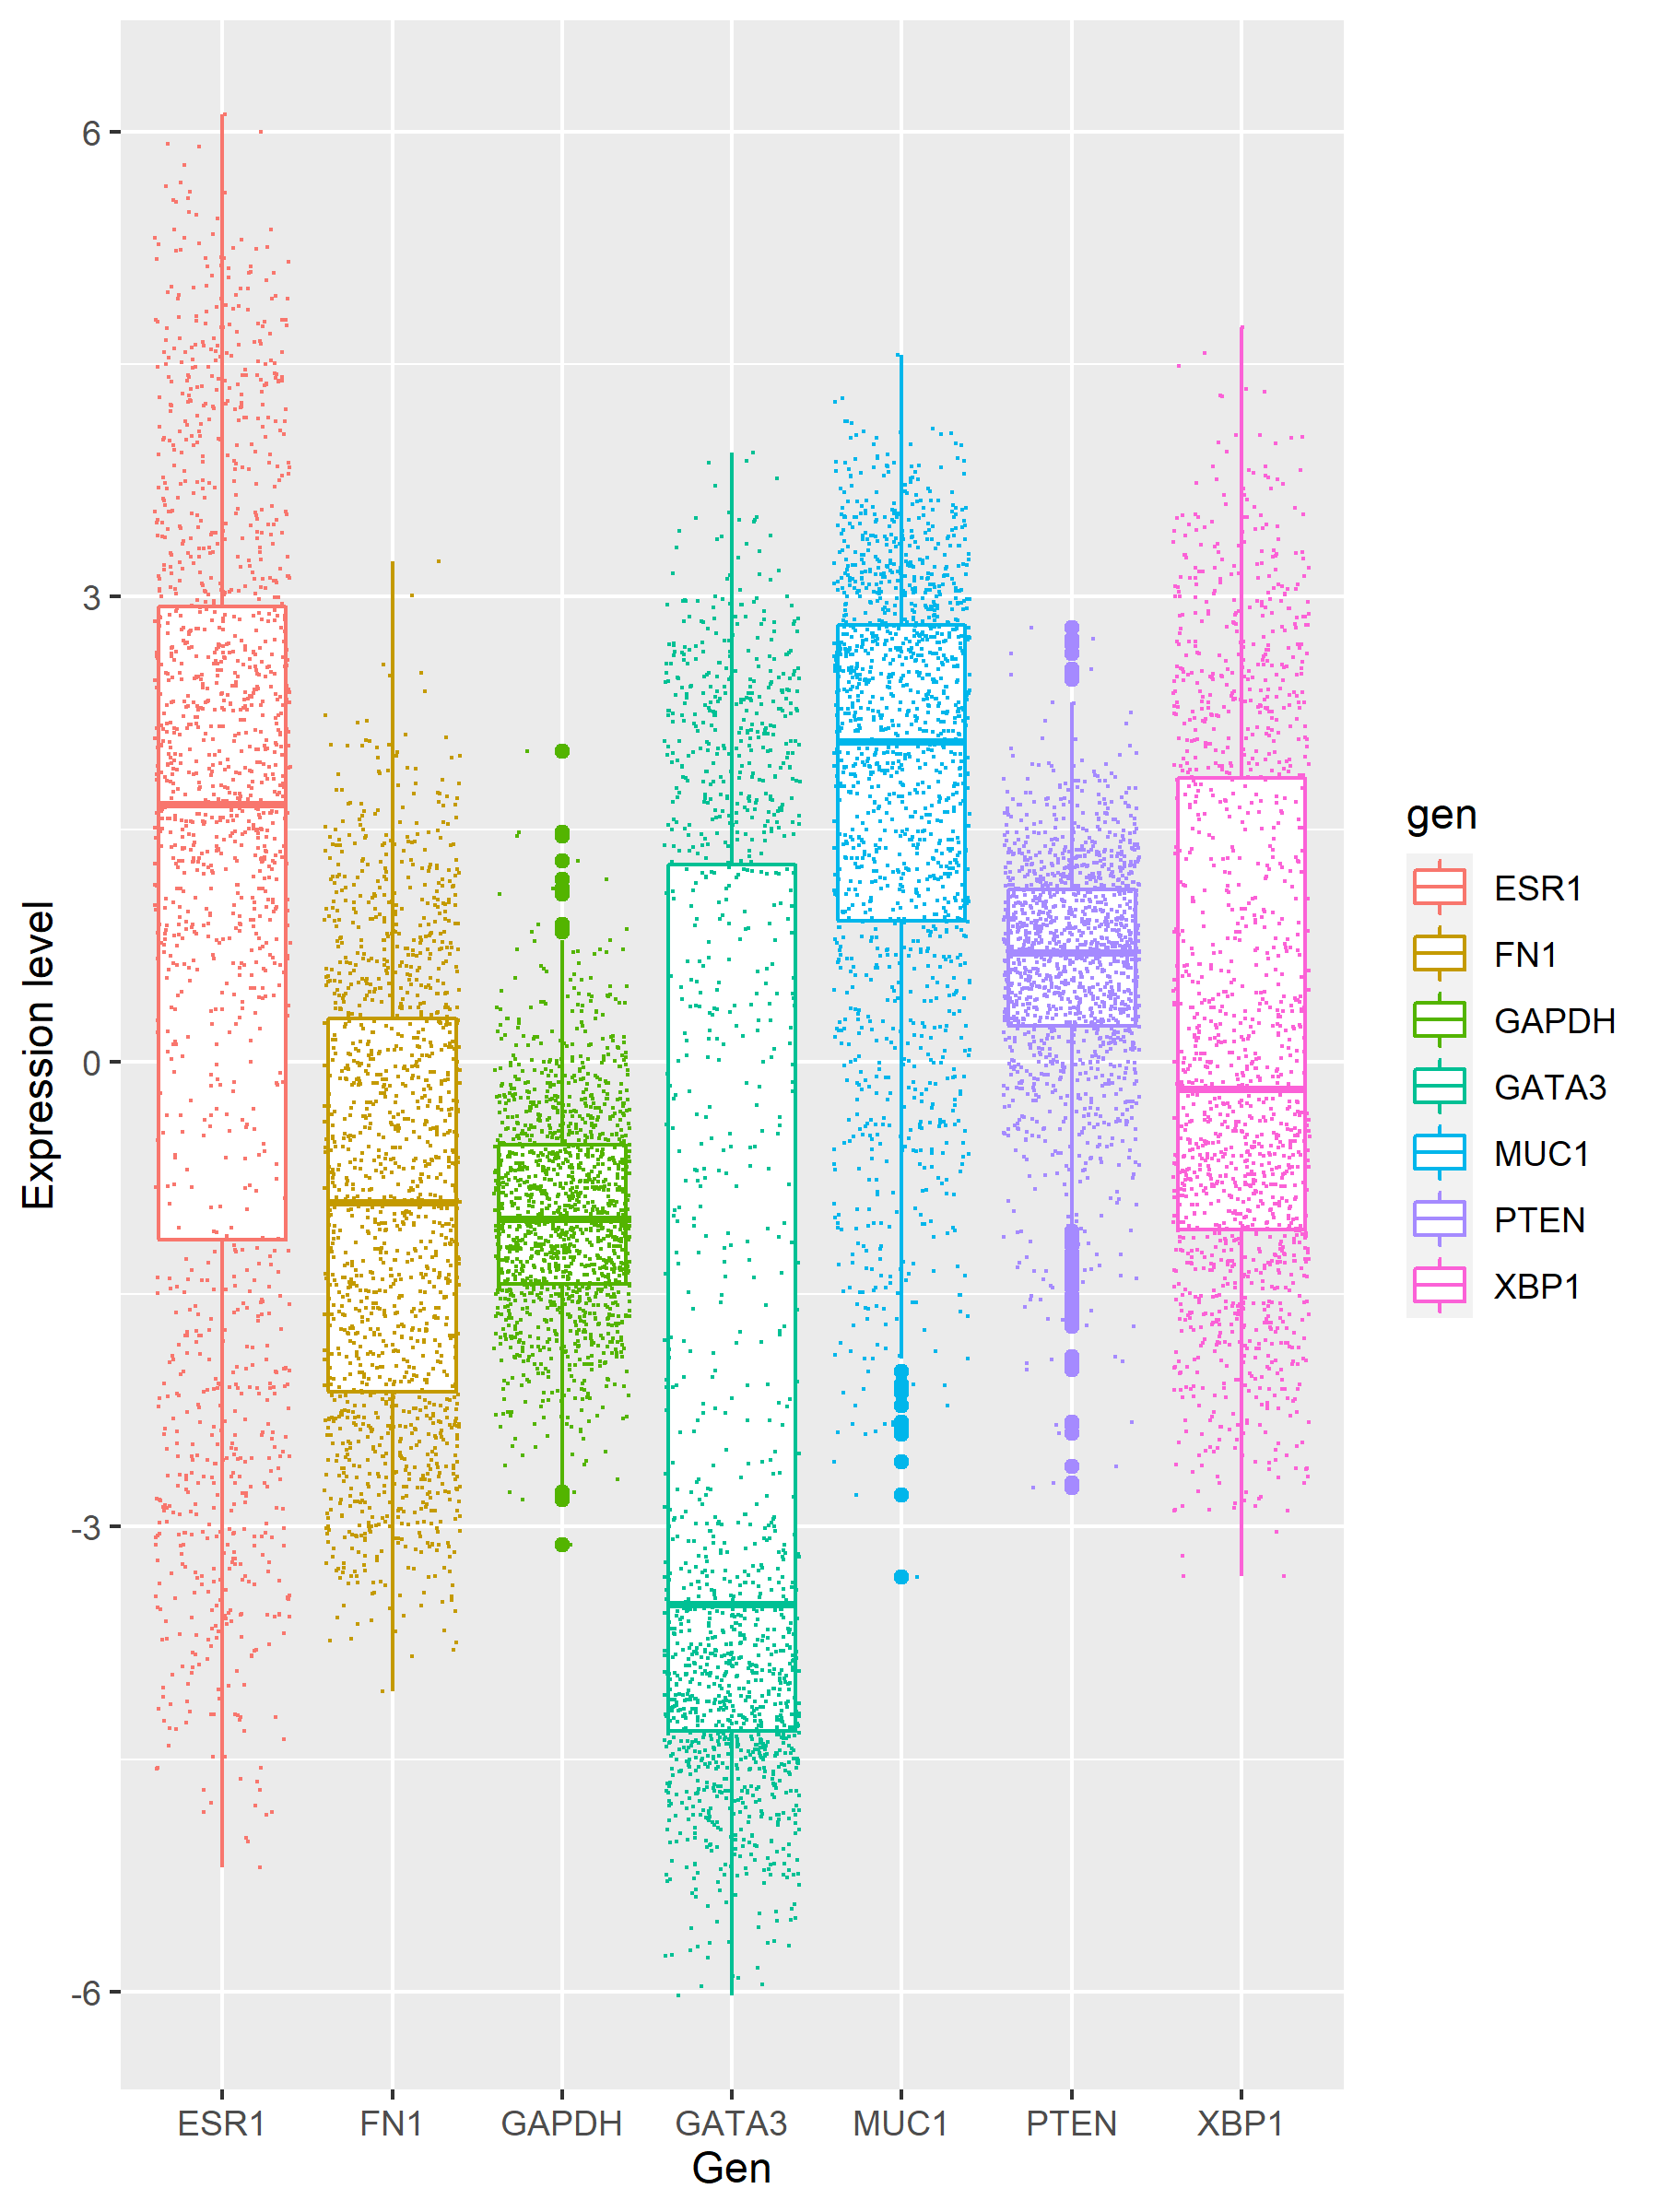 6
3
0
-3
-6
Expression level
ESR1 FN1 GAPDH GATA3 MUC1 PTEN XBP1
Gen
gen
ESR1
FN1
GAPDH
GATA3
MUC1
PTEN
XBP1